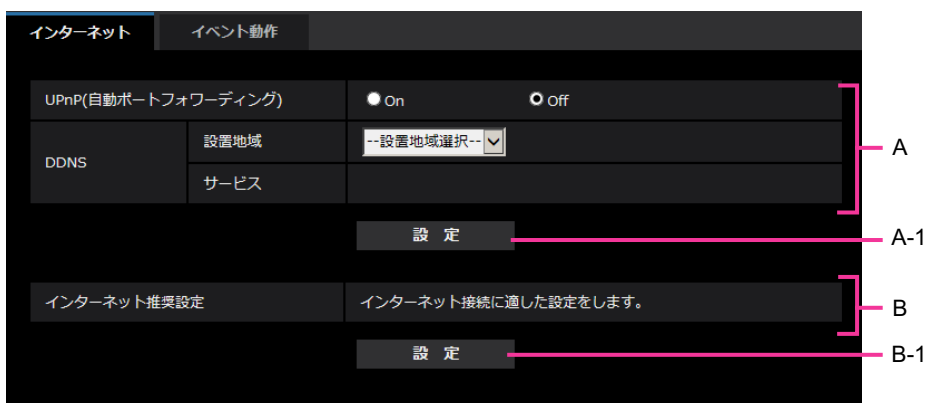 インターネット イベント動作
UPnP(自動ポートフォワーディング) On Off
A
DDNS 設置地域 --設置地域選択--
サービス
設 定
A-1
インターネット推奨設定 インターネット接続に適した設定をします。
B
設 定
B-1